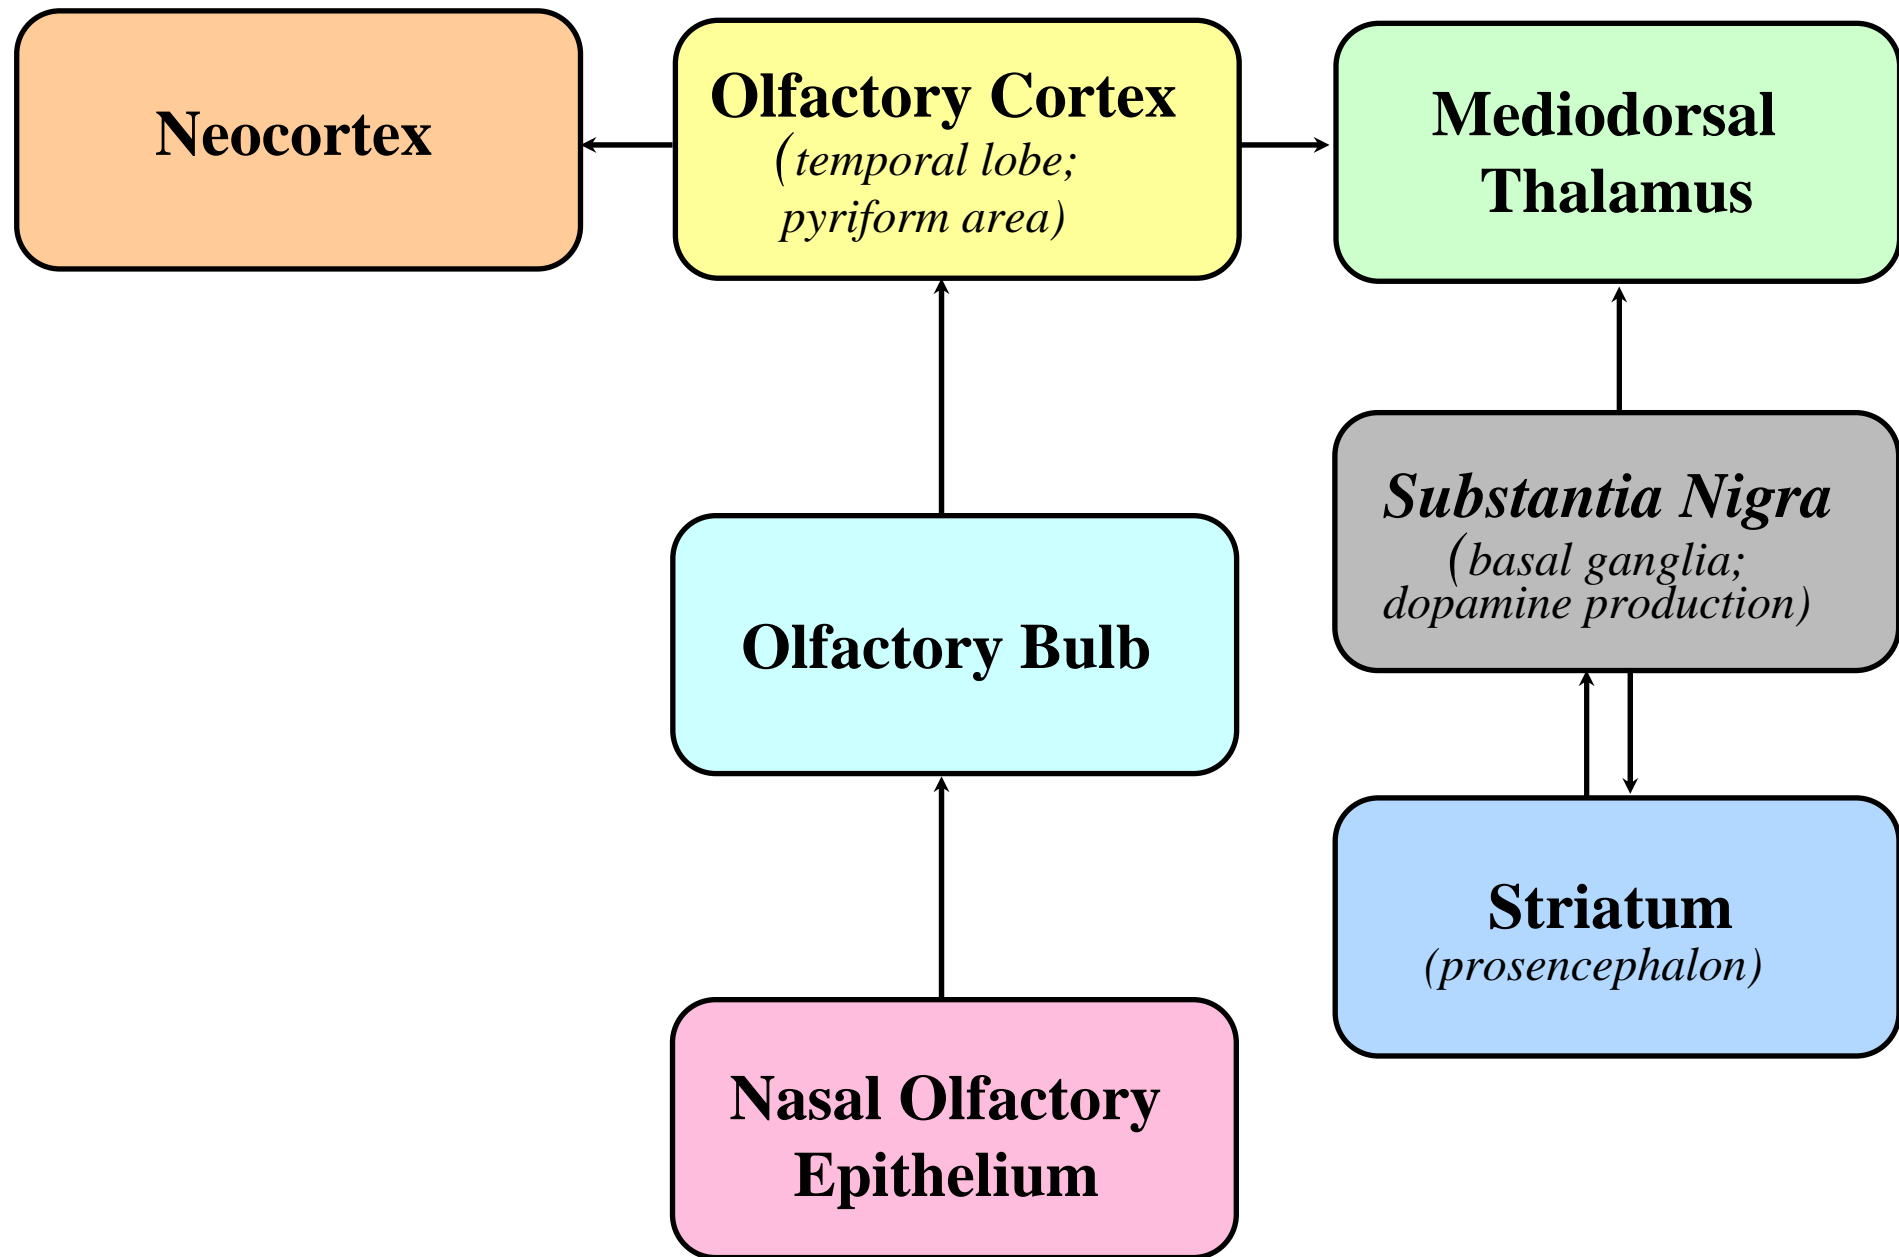 Neocortex
Olfactory Cortex
(temporal lobe;
pyriform area)
Mediodorsal
Thalamus
Substantia Nigra
(basal ganglia;
dopamine production)
Olfactory Bulb
Striatum
(prosencephalon)
Nasal Olfactory
Epithelium